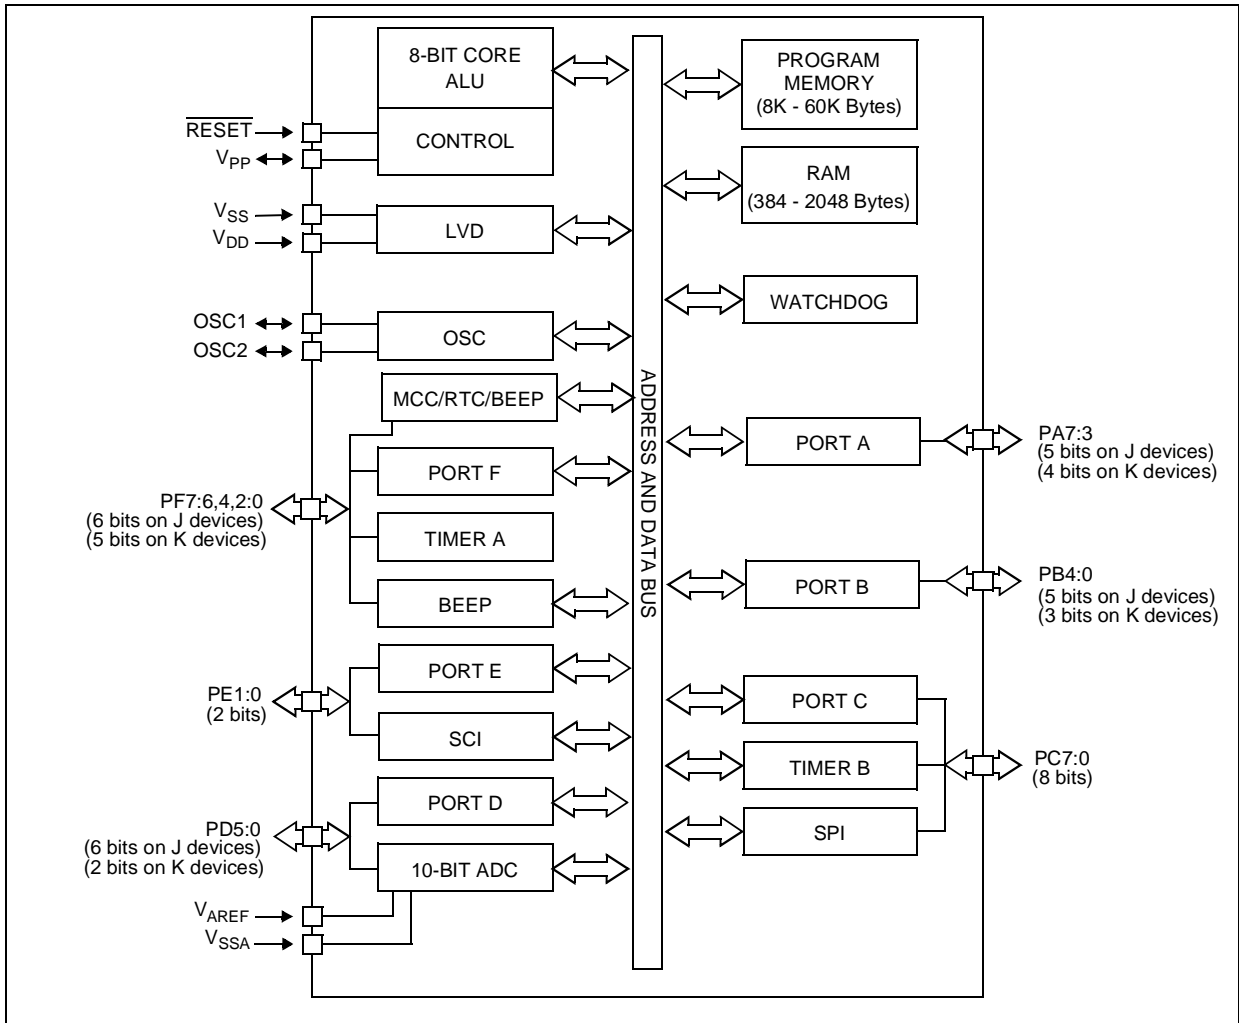 8-BIT CORE
ALU
CONTROL
RESET
VPP
VSS
VDD
LVD
OSC1
OSC2
OSC
MCC/RTC/BEEP
PORT F
PF7:6,4,2:0
(6 bits on J devices)
(5 bits on K devices)
TIMER A
BEEP
PORT E
PE1:0
(2 bits)
SCI
PORT D
PD5:0
(6 bits on J devices)
(2 bits on K devices)
10-BIT ADC
VAREF
VSSA
ADDRESS AND DATA BUS
PROGRAM
MEMORY
(8K - 60K Bytes)
RAM
(384 - 2048 Bytes)
WATCHDOG
PORT A
PA7:3
(5 bits on J devices)
(4 bits on K devices)
PORT B
PB4:0
(5 bits on J devices)
(3 bits on K devices)
PORT C
TIMER B
PC7:0
(8 bits)
SPI